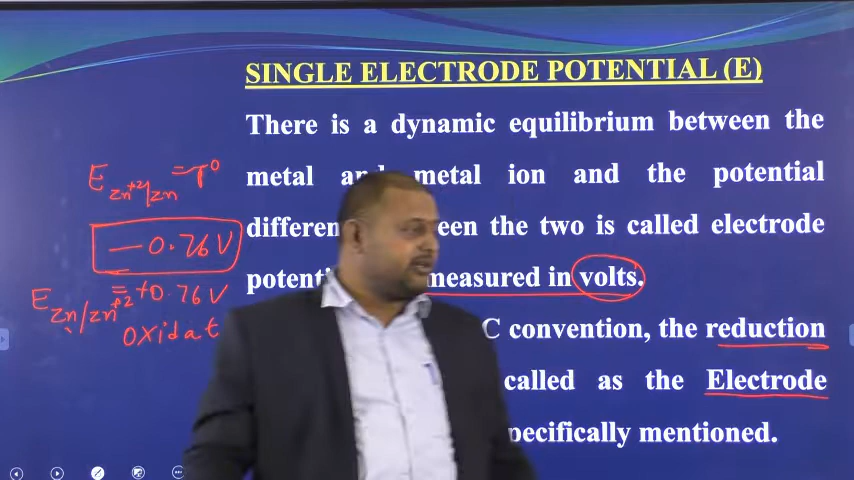 SINGLE ELECTRODE POTENTIAL (E)
There is a dynamic equilibrium between the
metal and metal ion and the potential
differen een the two is called electrode
potenti measured in volts.
C convention, the reduction
called as the Electrode
pecifically mentioned.
E Zn+2/Zn =
— 0.76 V
E Zn/Zn+2 = +0.76 V
oxidat